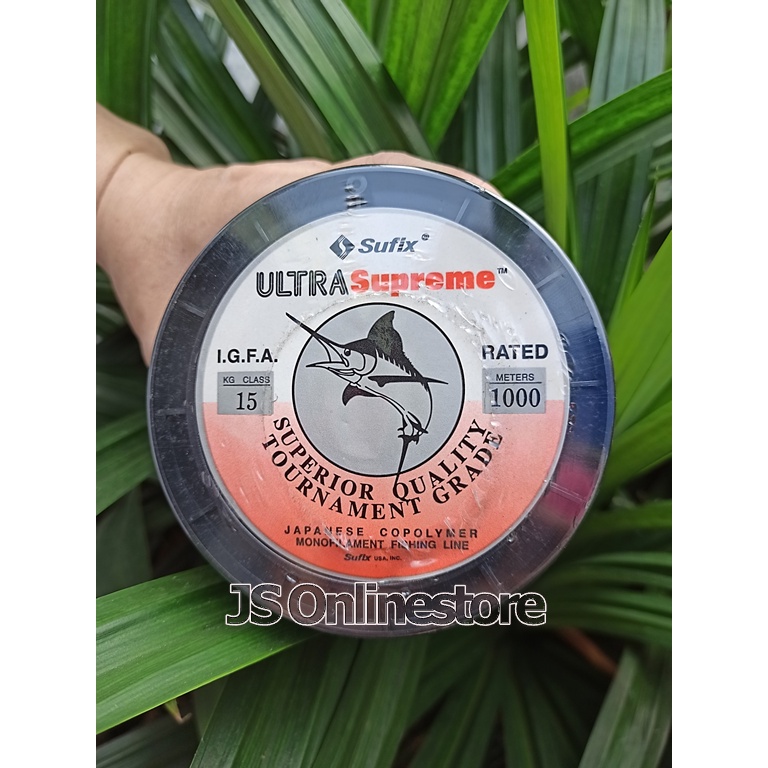 Sufix
ULTRA Supreme™
I.G.F.A. RATED
KG CLASS
15
METERS
1000
SUPERIOR QUALITY
TOURNAMENT GRADE
JAPANESE COPOLYMER
MONOFILAMENT FISHING LINE
Sufix USA, INC.
JS Onlinestore